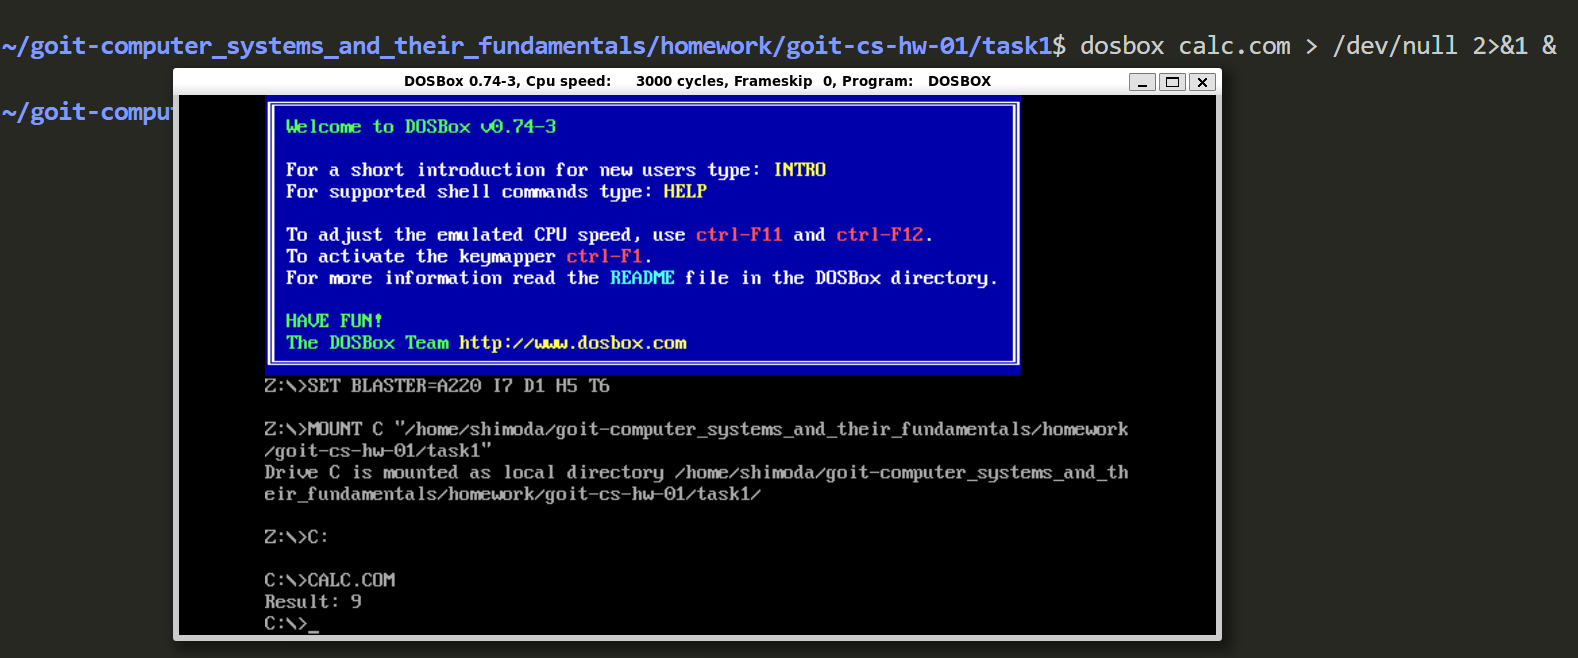 ~/goit-computer_systems_and_their_fundamentals/homework/goit-cs-hw-01/task1$ dosbox calc.com > /dev/null 2>&1 &
DOSBox 0.74-3, Cpu speed: 3000 cycles, Frameskip 0, Program: DOSBOX
~/goit-compu
Welcome to DOSBox v0.74-3
For a short introduction for new users type: INTRO
For supported shell commands type: HELP
To adjust the emulated CPU speed, use ctrl-F11 and ctrl-F12.
To activate the keymapper ctrl-F1.
For more information read the README file in the DOSBox directory.
HAVE FUN!
The DOSBox Team http://www.dosbox.com
Z:\>SET BLASTER=A220 I7 D1 H5 T6
Z:\>MOUNT C "/home/shimoda/goit-computer_systems_and_their_fundamentals/homework
/goit-cs-hw-01/task1"
Drive C is mounted as local directory /home/shimoda/goit-computer_systems_and_th
eir_fundamentals/homework/goit-cs-hw-01/task1/
Z:\>C:
C:\>CALC.COM
Result: 9
C:\>_